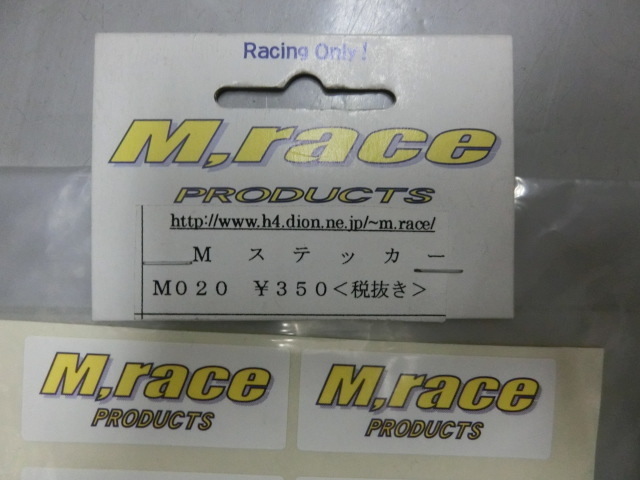 Racing Only!
M,race
PRODUCTS
http://www.h4.dion.ne.jp/~m.race/
Mステッカー
M020 ¥350<税抜き>
M,race
PRODUCTS
M,race
PRODUCTS